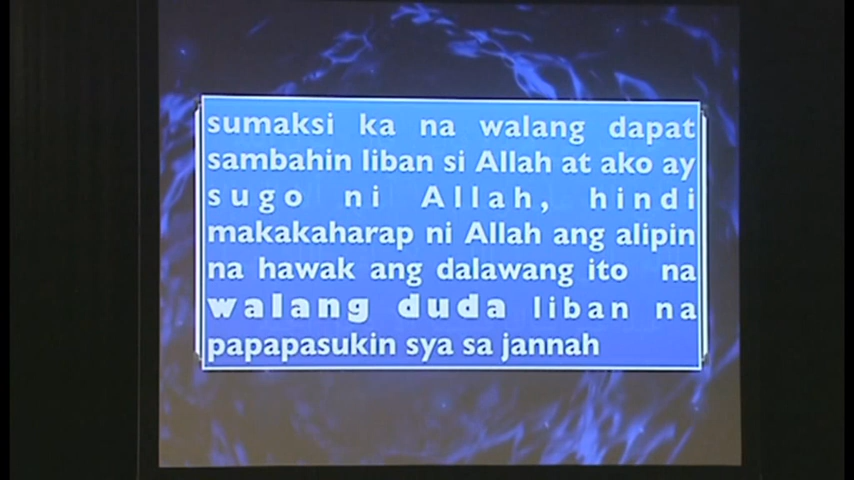 sumaksi ka na walang dapat
sambahin liban si Allah at ako ay
sugo ni Allah, hindi
makakaharap ni Allah ang alipin
na hawak ang dalawang ito na
walang duda liban na
papapasukin sya sa jannah